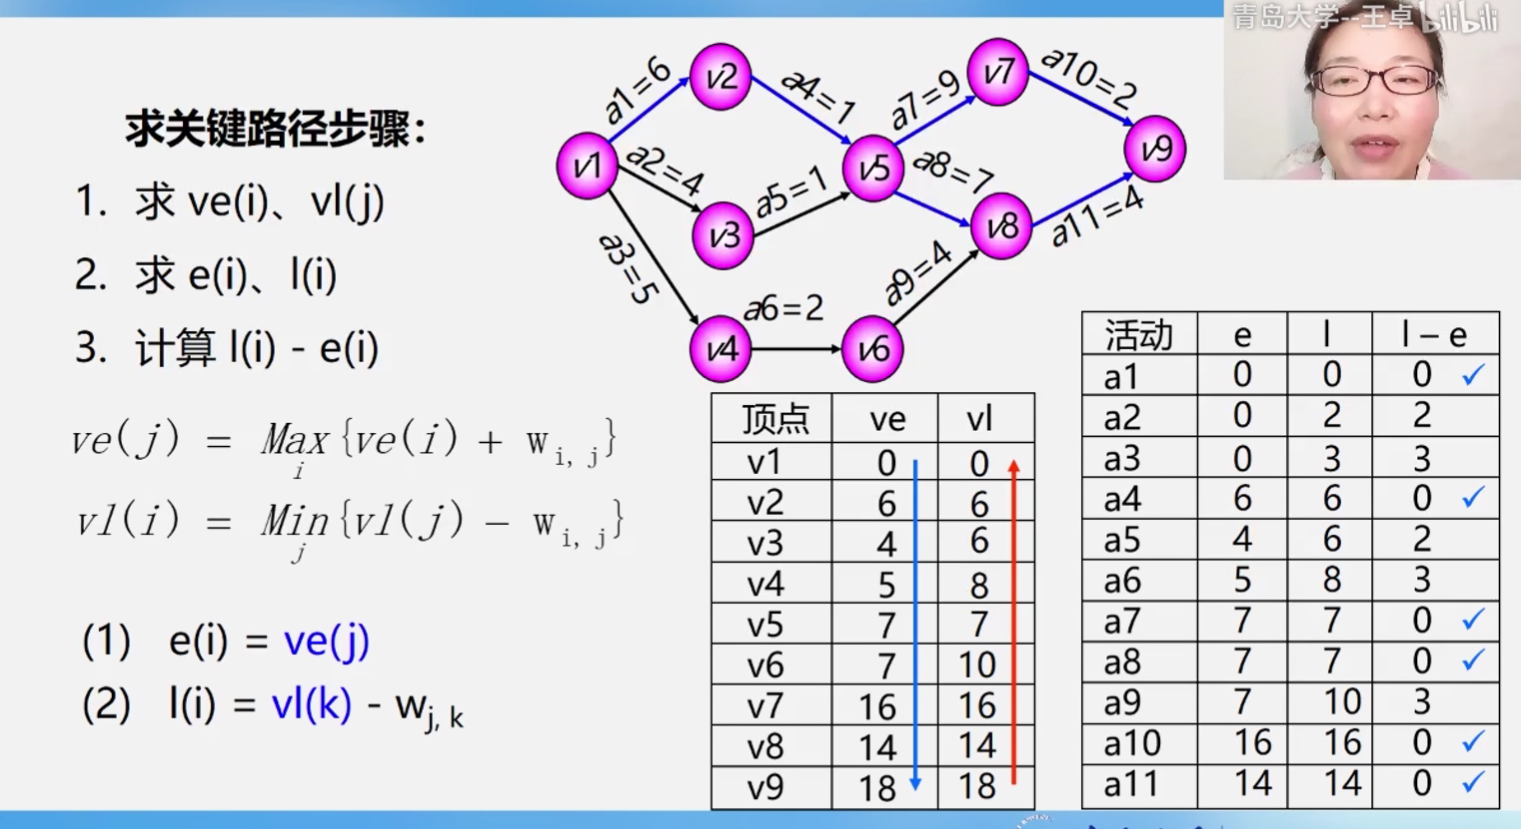 青岛大学--王卓 bilibili
求关键路径步骤：
1. 求 ve(i)、vl(j)
2. 求 e(i)、l(i)
3. 计算 l(i) - e(i)
ve(j) = Max{ve(i) + w i, j}
i
vl(i) = Min{vl(j) − w i, j}
j
(1) e(i) = ve(j)
(2) l(i) = vl(k) - w j, k
v1
v2
v3
v4
v5
v6
v7
v8
v9
a1=6
a2=4
a3=5
a4=1
a5=1
a6=2
a7=9
a8=7
a9=4
a10=2
a11=4
顶点 ve vl
v1 0 0
v2 6 6
v3 4 6
v4 5 8
v5 7 7
v6 7 10
v7 16 16
v8 14 14
v9 18 18
活动 e l l – e
a1 0 0 0 ✓
a2 0 2 2
a3 0 3 3
a4 6 6 0 ✓
a5 4 6 2
a6 5 8 3
a7 7 7 0 ✓
a8 7 7 0 ✓
a9 7 10 3
a10 16 16 0 ✓
a11 14 14 0 ✓